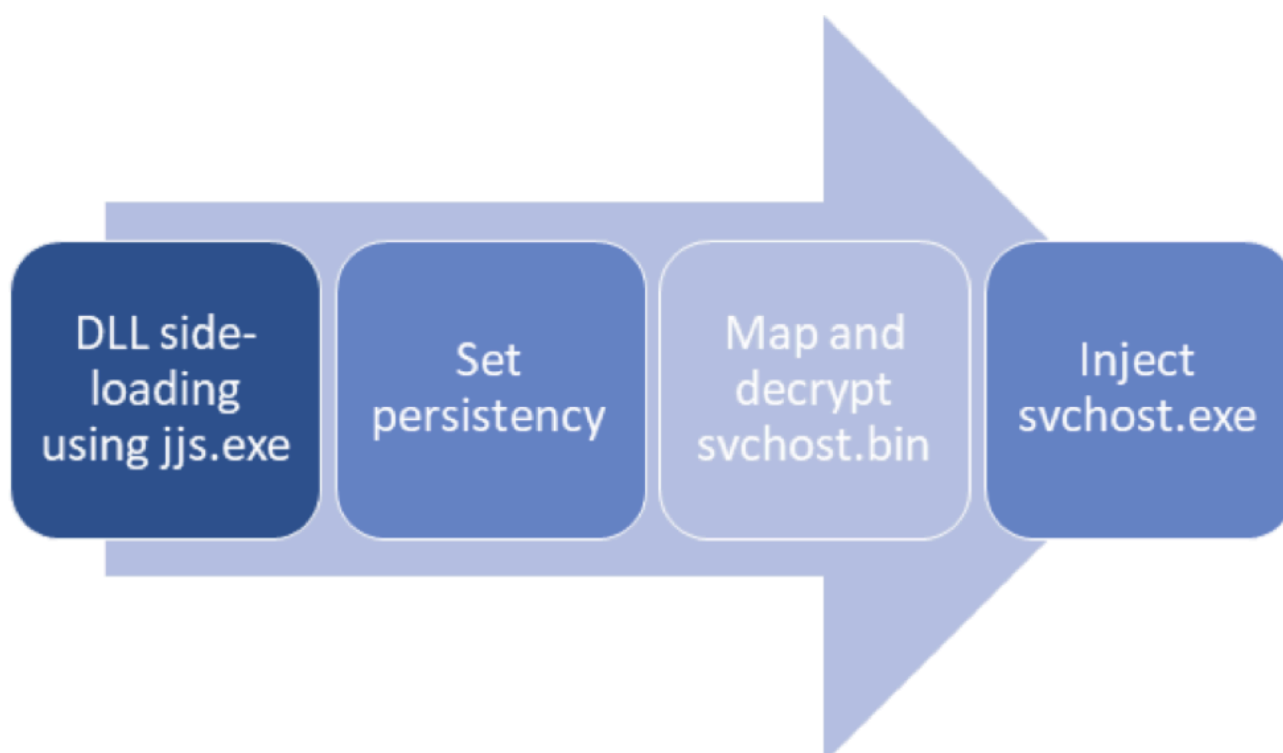 DLL side-
loading
using jjs.exe
Set
persistency
Map and
decrypt
svchost.bin
Inject
svchost.exe